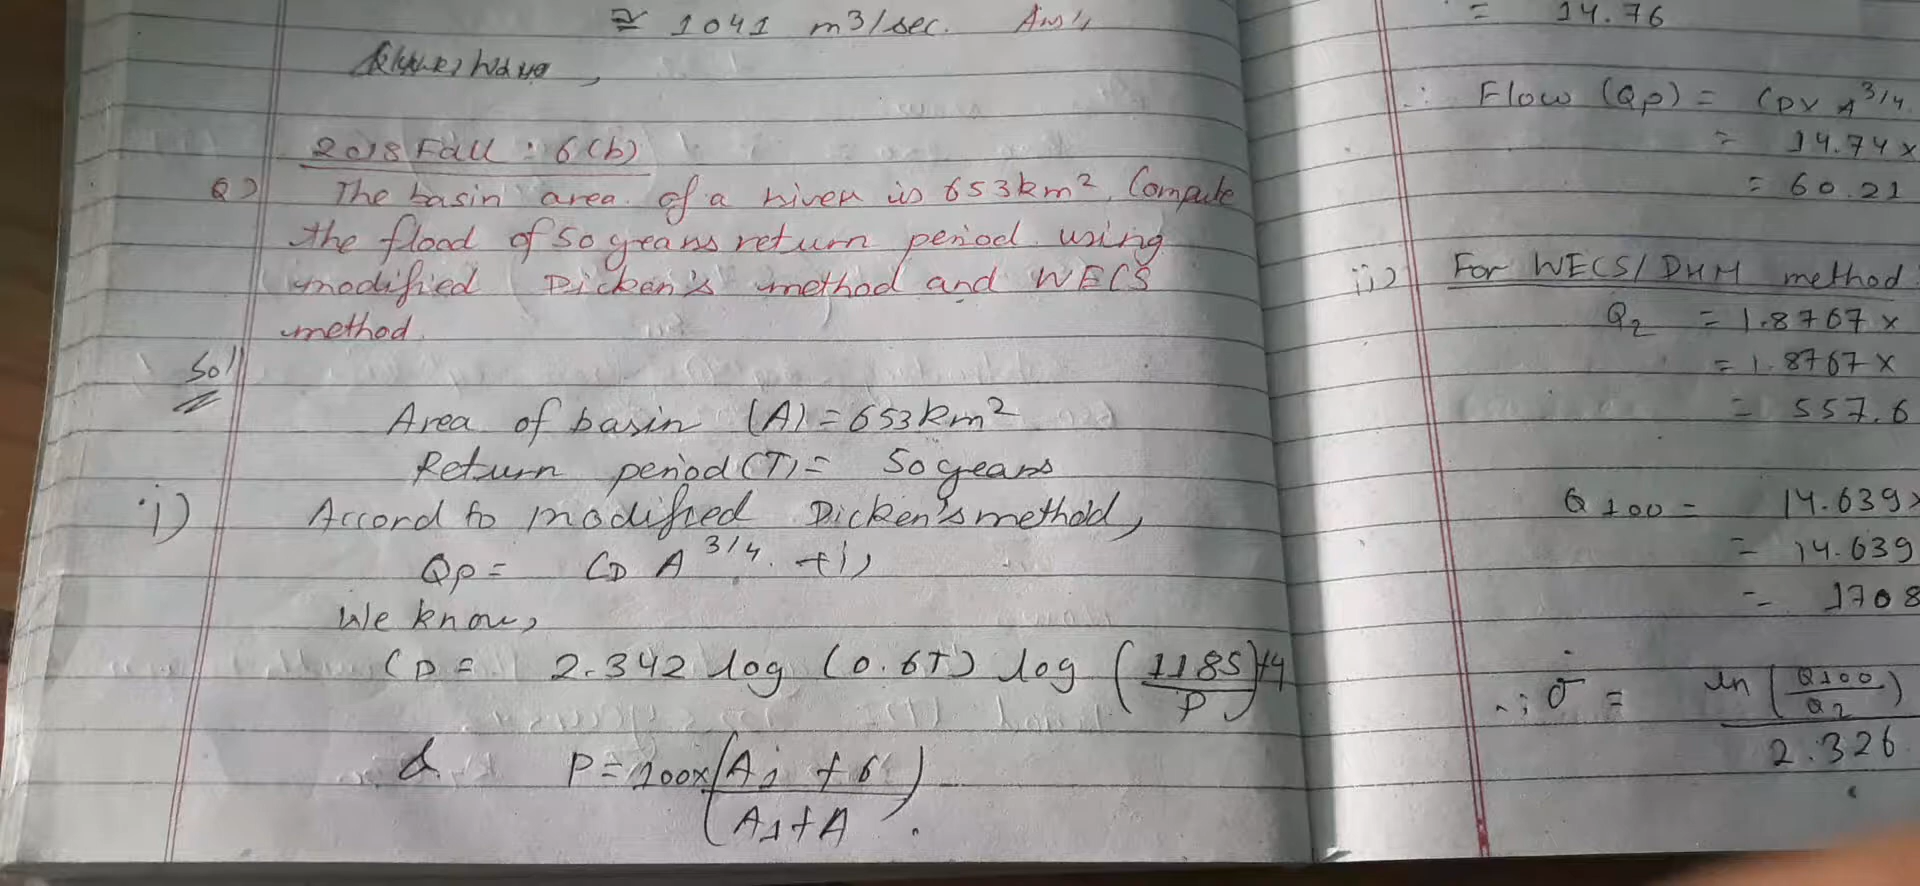 ≅ 1041 m3/sec. Ans
2018 Fall : 6(b)
Q) The basin area of a river is 653km², Compute
the flood of 50 years return period using
modified Dicken's method and WECS
method.
Sol
Area of basin (A) = 653km²
Return period (T) = 50 years
i) Accord to modified Dicken's method,
Qp = CD A^3/4
We know,
CD = 2.342 log (0.6T) log (1185/P) +4
& P = 100x(A1 + 6 / A1 + A).
= 14.76
∴ Flow (Qp) = CD x A^3/4
= 14.74 x
= 60.21
ii) For WECS/DHM method
Q2 = 1.8767 x
= 1.8767 x
= 557.6
Q100 = 14.639 x
= 14.639
= 1708
∴ σ = ln (Q100/Q2)
2.326